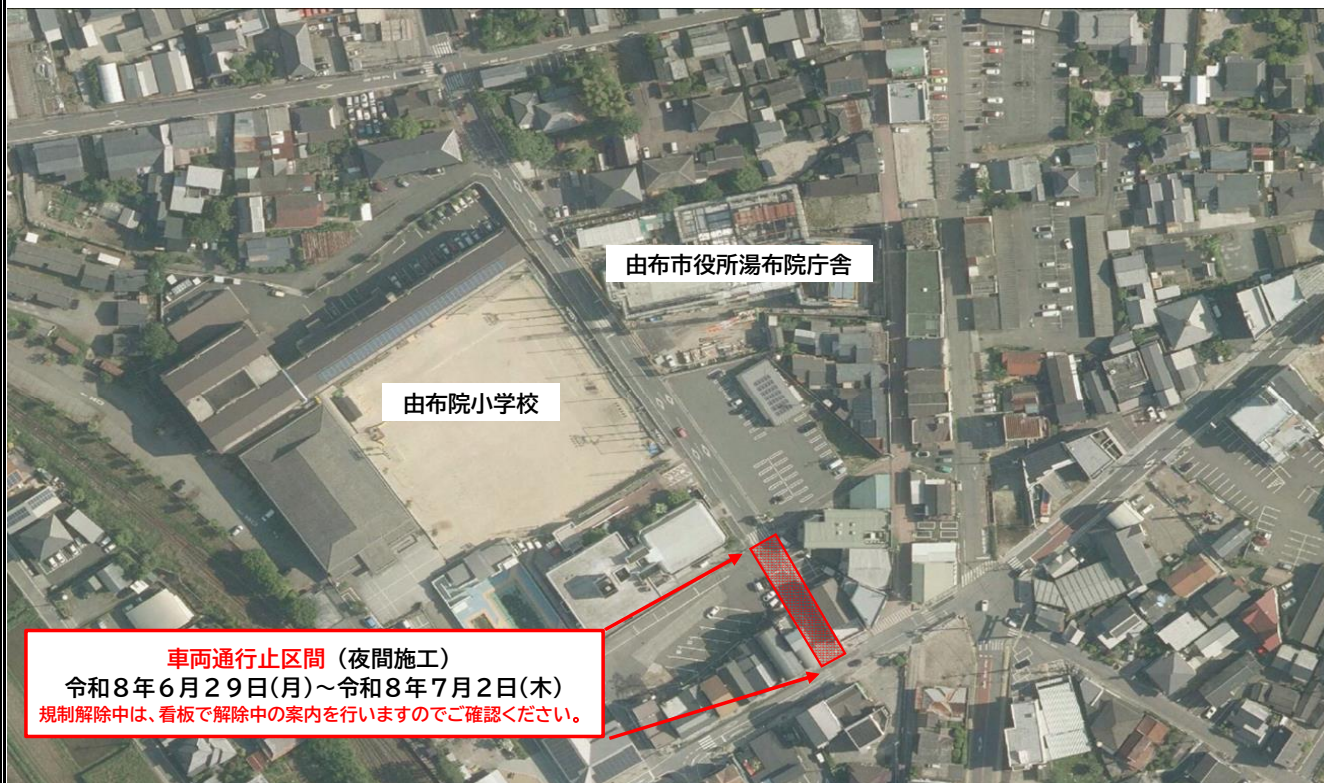 由布市役所湯布院庁舎
由布院小学校
車両通行止区間（夜間施工）
令和８年６月２９日(月)～令和８年７月２日(木)
規制解除中は、看板で解除中の案内を行いますのでご確認ください。